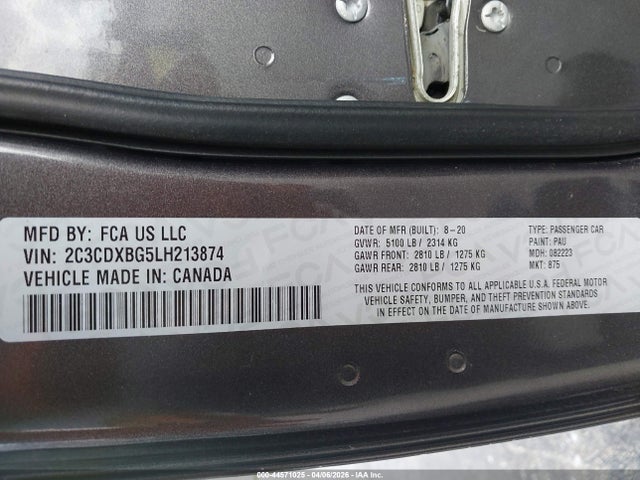 MFD BY: FCA US LLC
VIN: 2C3CDXBG5LH213874
VEHICLE MADE IN: CANADA
DATE OF MFR (BUILT): 8-20
GVWR: 5100 LB / 2314 KG
GAWR FRONT: 2810 LB / 1275 KG
GAWR REAR: 2810 LB / 1275 KG
TYPE: PASSENGER CAR
PAINT: PAU
MDH: 082223
MKT: 875
THIS VEHICLE CONFORMS TO ALL APPLICABLE U.S.A. FEDERAL MOTOR
VEHICLE SAFETY, BUMPER, AND THEFT PREVENTION STANDARDS
IN EFFECT ON THE DATE OF MANUFACTURE SHOWN ABOVE.
000-44571025 - 04/06/2026 - IAA Inc.